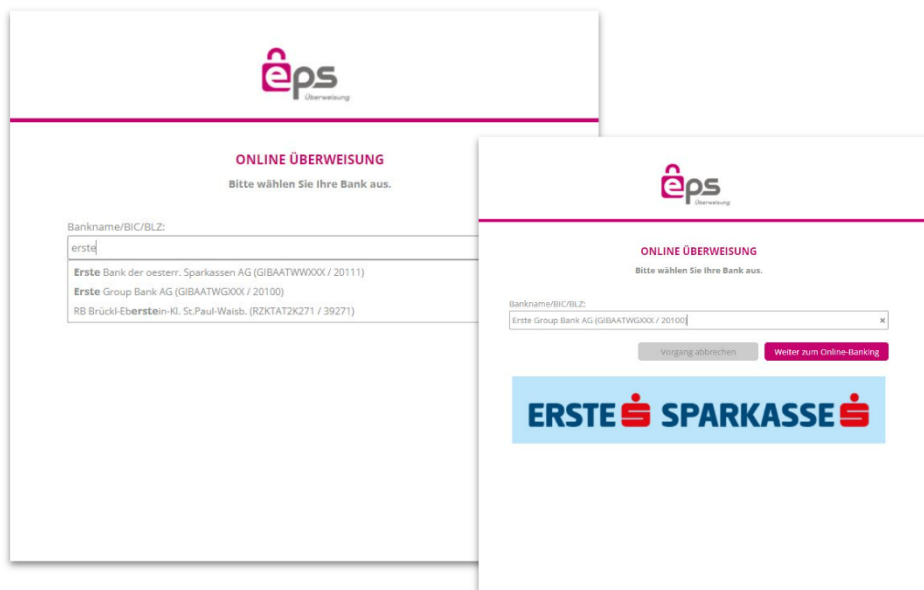 eps
Überweisung
ONLINE ÜBERWEISUNG
Bitte wählen Sie Ihre Bank aus.
Bankname/BIC/BLZ:
erste
Erste Bank der oesterr. Sparkassen AG (GIBAATWWXXX / 20111)
Erste Group Bank AG (GIBAATWGXXX / 20100)
RB Brückl-Eberstein-Kl. St.Paul-Waisb. (RZKTAT2K271 / 39271)
eps
Überweisung
ONLINE ÜBERWEISUNG
Bitte wählen Sie Ihre Bank aus.
Bankname/BIC/BLZ:
Erste Group Bank AG (GIBAATWGXXX / 20100)
Vorgang abbrechen Weiter zum Online-Banking
ERSTE SPARKASSE